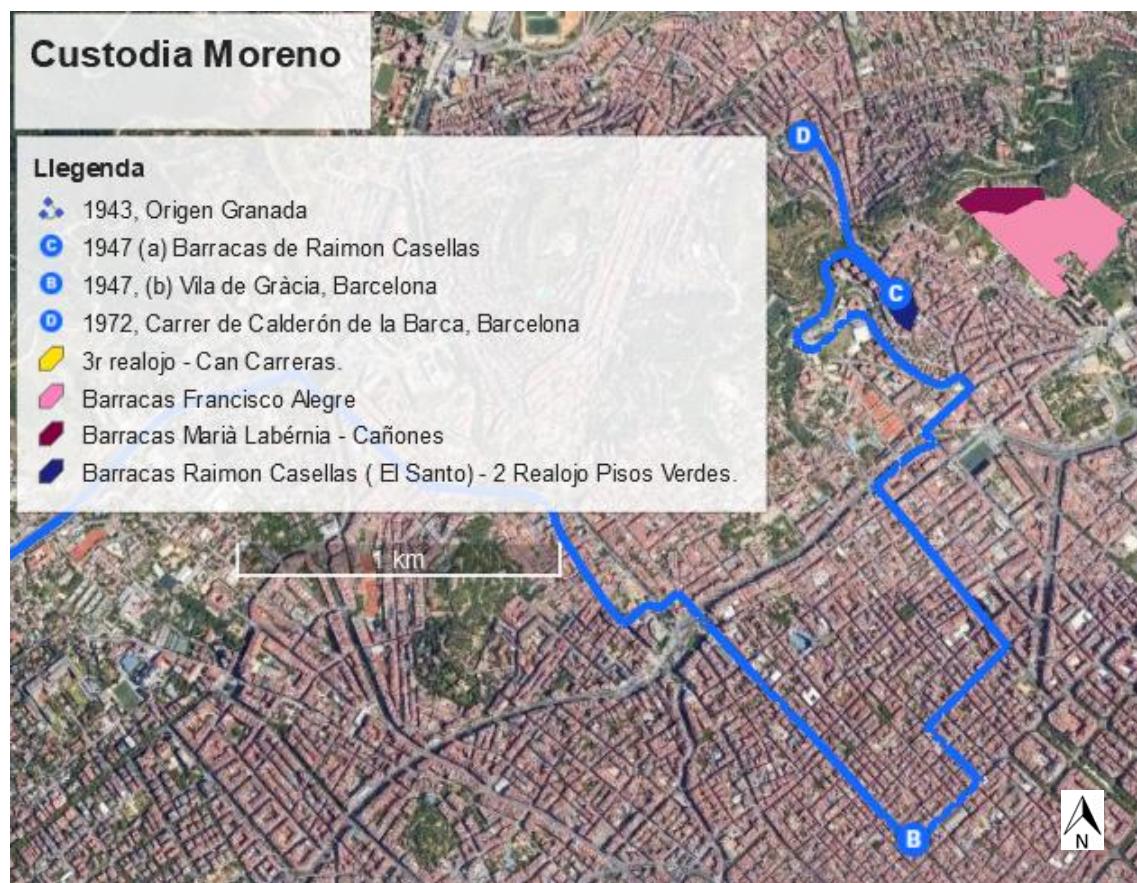 Custodia Moreno
Llegenda
1943, Origen Granada
C 1947 (a) Barracas de Raimon Casellas
B 1947, (b) Vila de Gràcia, Barcelona
D 1972, Carrer de Calderón de la Barca, Barcelona
3r realojo - Can Carreras.
Barracas Francisco Alegre
Barracas Marià Labérnia - Cañones
Barracas Raimon Casellas ( El Santo) - 2 Realojo Pisos Verdes.
D
C
1 km
B
N